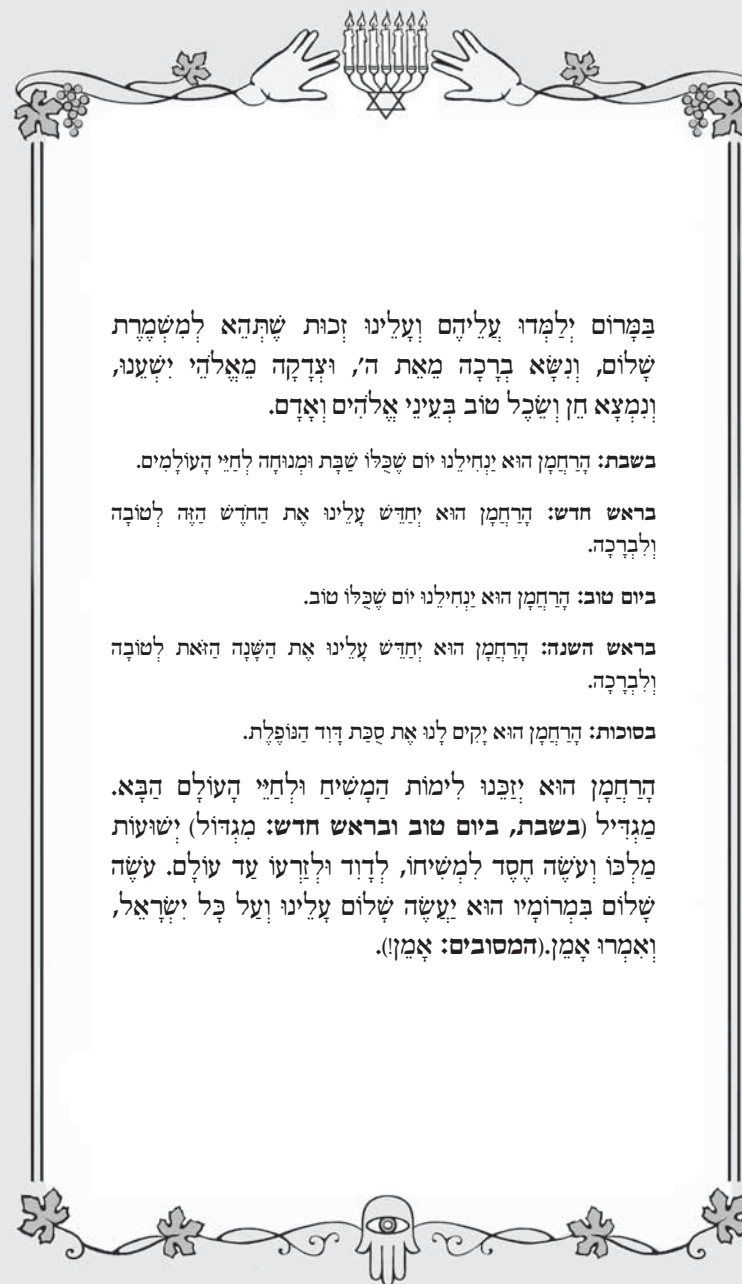 בַּמָּרוֹם יְלַמְּדוּ עֲלֵיהֶם וְעָלֵינוּ זְכוּת שֶׁתְּהֵא לְמִשְׁמֶרֶת
שָׁלוֹם, וְנִשָּׂא בְרָכָה מֵאֵת ה', וּצְדָקָה מֵאֱלֹהֵי יִשְׁעֵנוּ,
וְנִמְצָא חֵן וְשֵׂכֶל טוֹב בְּעֵינֵי אֱלֹהִים וְאָדָם.
בשבת: הָרַחֲמָן הוּא יַנְחִילֵנוּ יוֹם שֶׁכֻּלּוֹ שַׁבָּת וּמְנוּחָה לְחַיֵּי הָעוֹלָמִים.
בראש חדש: הָרַחֲמָן הוּא יְחַדֵּשׁ עָלֵינוּ אֶת הַחֹדֶשׁ הַזֶּה לְטוֹבָה
וְלִבְרָכָה.
ביום טוב: הָרַחֲמָן הוּא יַנְחִילֵנוּ יוֹם שֶׁכֻּלּוֹ טוֹב.
בראש השנה: הָרַחֲמָן הוּא יְחַדֵּשׁ עָלֵינוּ אֶת הַשָּׁנָה הַזֹּאת לְטוֹבָה
וְלִבְרָכָה.
בסוכות: הָרַחֲמָן הוּא יָקִים לָנוּ אֶת סֻכַּת דָּוִד הַנּוֹפֶלֶת.
הָרַחֲמָן הוּא יְזַכֵּנוּ לִימוֹת הַמָּשִׁיחַ וּלְחַיֵּי הָעוֹלָם הַבָּא.
מַגְדִּיל (בשבת, ביום טוב ובראש חדש: מִגְדּוֹל) יְשׁוּעוֹת
מַלְכּוֹ וְעֹשֶׂה חֶסֶד לִמְשִׁיחוֹ, לְדָוִד וּלְזַרְעוֹ עַד עוֹלָם. עֹשֶׂה
שָׁלוֹם בִּמְרוֹמָיו הוּא יַעֲשֶׂה שָׁלוֹם עָלֵינוּ וְעַל כָּל יִשְׂרָאֵל,
וְאִמְרוּ אָמֵן.(המסובים: אָמֵן!).